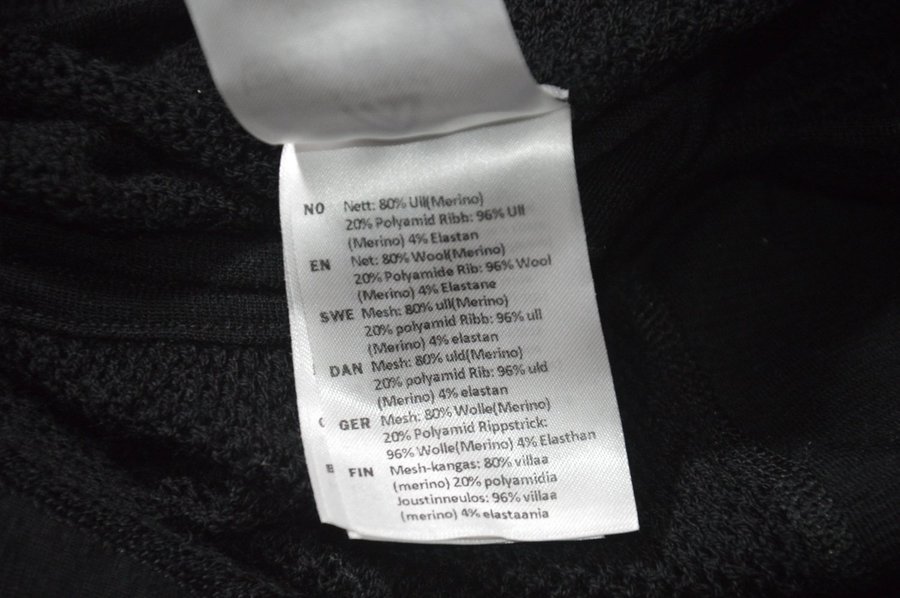 NO Nett: 80% Ull(Merino)
20% Polyamid Ribb: 96% Ull
(Merino) 4% Elastan
EN Net: 80% Wool(Merino)
20% Polyamide Rib: 96% Wool
(Merino) 4% Elastane
SWE Mesh: 80% ull(Merino)
20% polyamid Ribb: 96% ull
(Merino) 4% elastan
DAN Mesh: 80% uld(Merino)
20% polyamid Rib: 96% uld
(Merino) 4% elastan
GER Mesh: 80% Wolle(Merino)
20% Polyamid Rippstrick:
96% Wolle(Merino) 4% Elasthan
FIN Mesh-kangas: 80% villaa
(merino) 20% polyamidia
Joustinneulos: 96% villaa
(merino) 4% elastaania